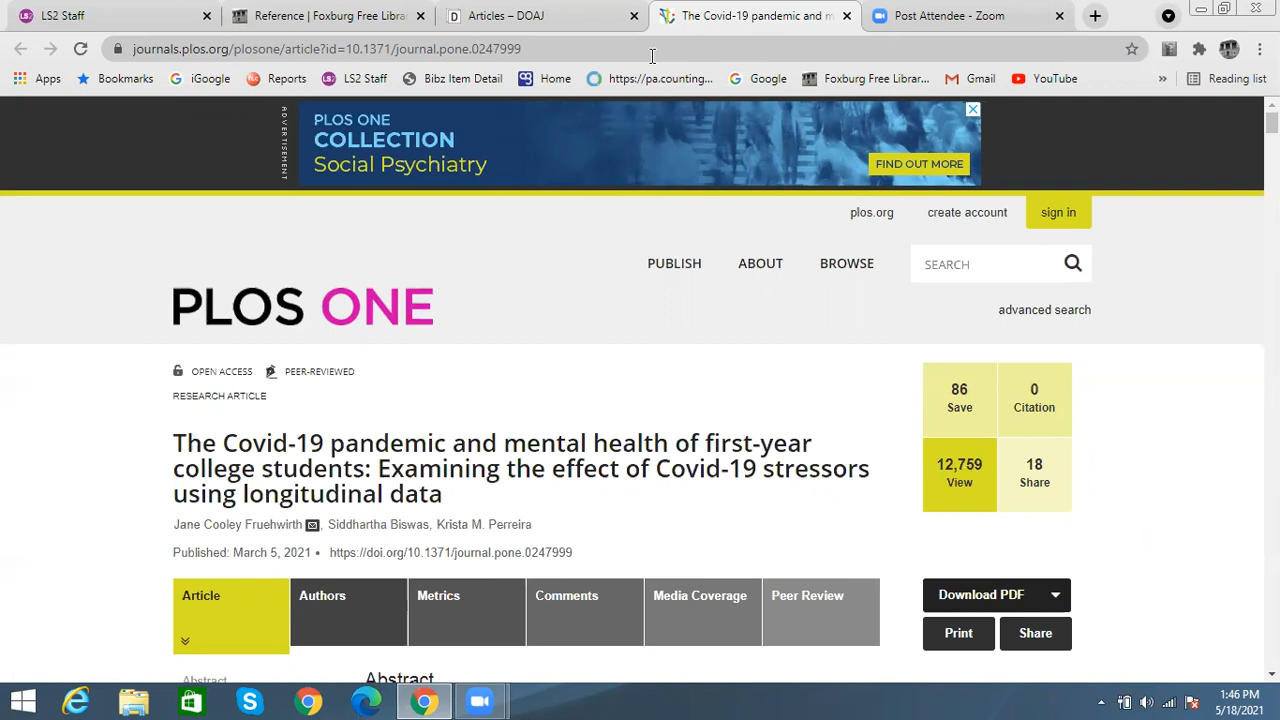 LS2 Staff
Reference | Foxburg Free Librar
Articles – DOAJ
The Covid-19 pandemic and m
Post Attendee - Zoom
journals.plos.org/plosone/article?id=10.1371/journal.pone.0247999
Apps
Bookmarks
iGoogle
Reports
LS2 Staff
Bibz Item Detail
Home
https://pa.counting...
Google
Foxburg Free Librar...
Gmail
YouTube
»
Reading list
ADVERTISEMENT
PLOS ONE
COLLECTION
Social Psychiatry
FIND OUT MORE
plos.org
create account
sign in
PUBLISH
ABOUT
BROWSE
SEARCH
PLOS ONE
advanced search
OPEN ACCESS
PEER-REVIEWED
RESEARCH ARTICLE
86
Save
0
Citation
12,759
View
18
Share
The Covid-19 pandemic and mental health of first-year
college students: Examining the effect of Covid-19 stressors
using longitudinal data
Jane Cooley Fruehwirth , Siddhartha Biswas, Krista M. Perreira
Published: March 5, 2021 • https://doi.org/10.1371/journal.pone.0247999
Article
Authors
Metrics
Comments
Media Coverage
Peer Review
Download PDF
Print
Share
Abstract
Abstract
1:46 PM
5/18/2021